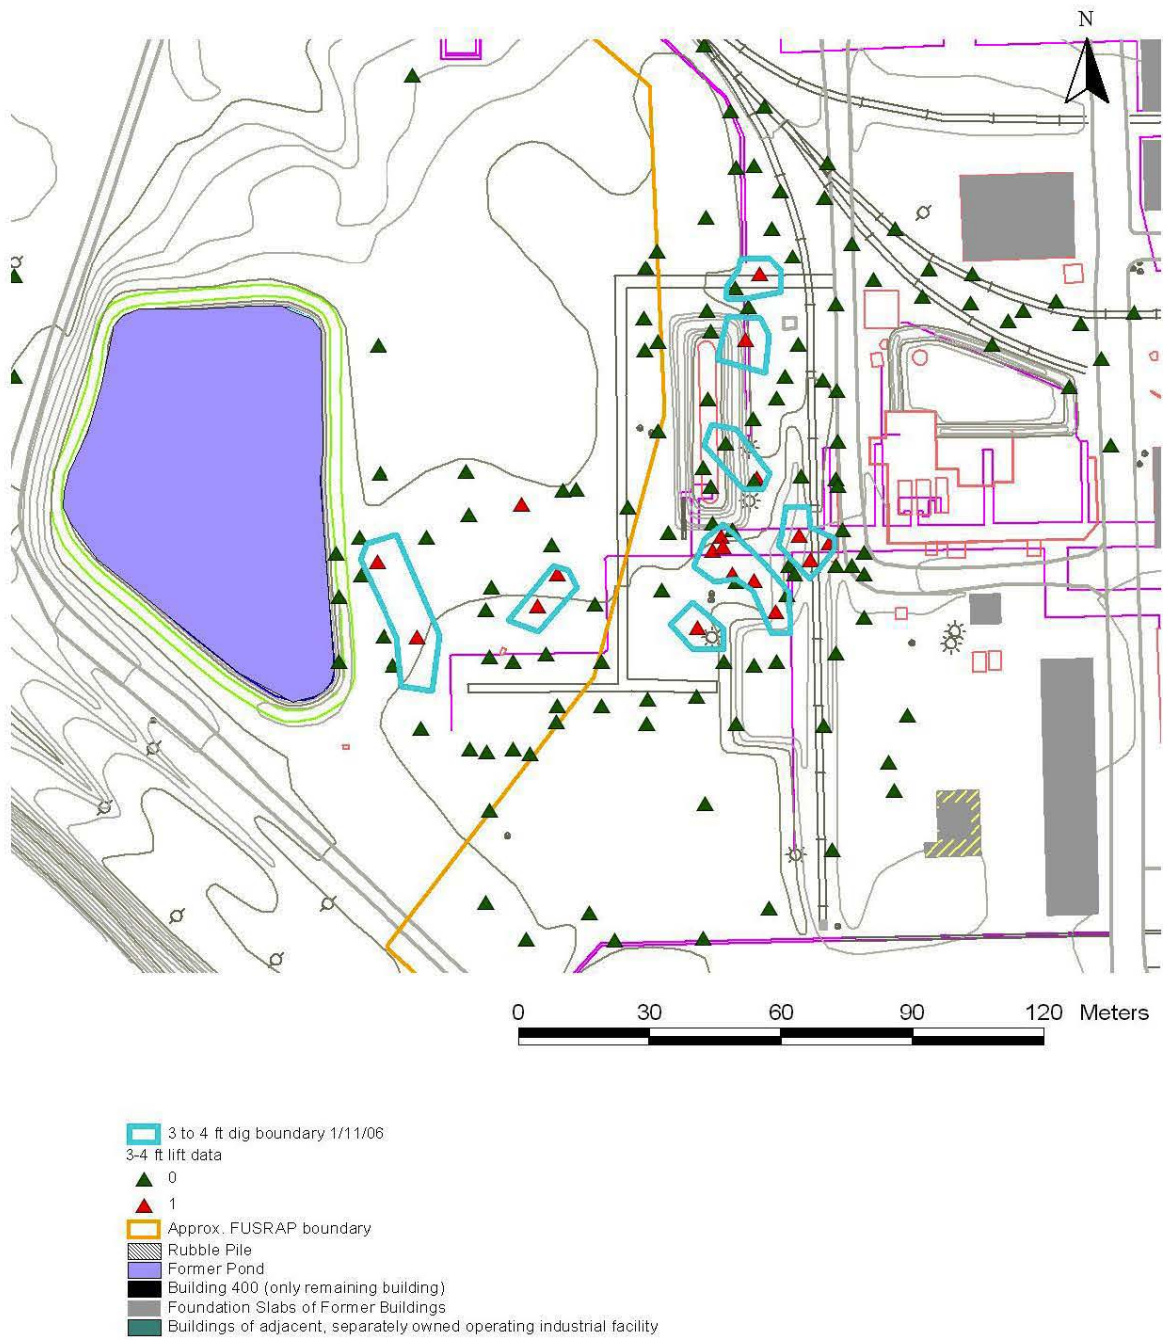 N
0 30 60 90 120 Meters
3 to 4 ft dig boundary 1/11/06
3-4 ft lift data
0
1
Approx. FUSRAP boundary
Rubble Pile
Former Pond
Building 400 (only remaining building)
Foundation Slabs of Former Buildings
Buildings of adjacent, separately owned operating industrial facility